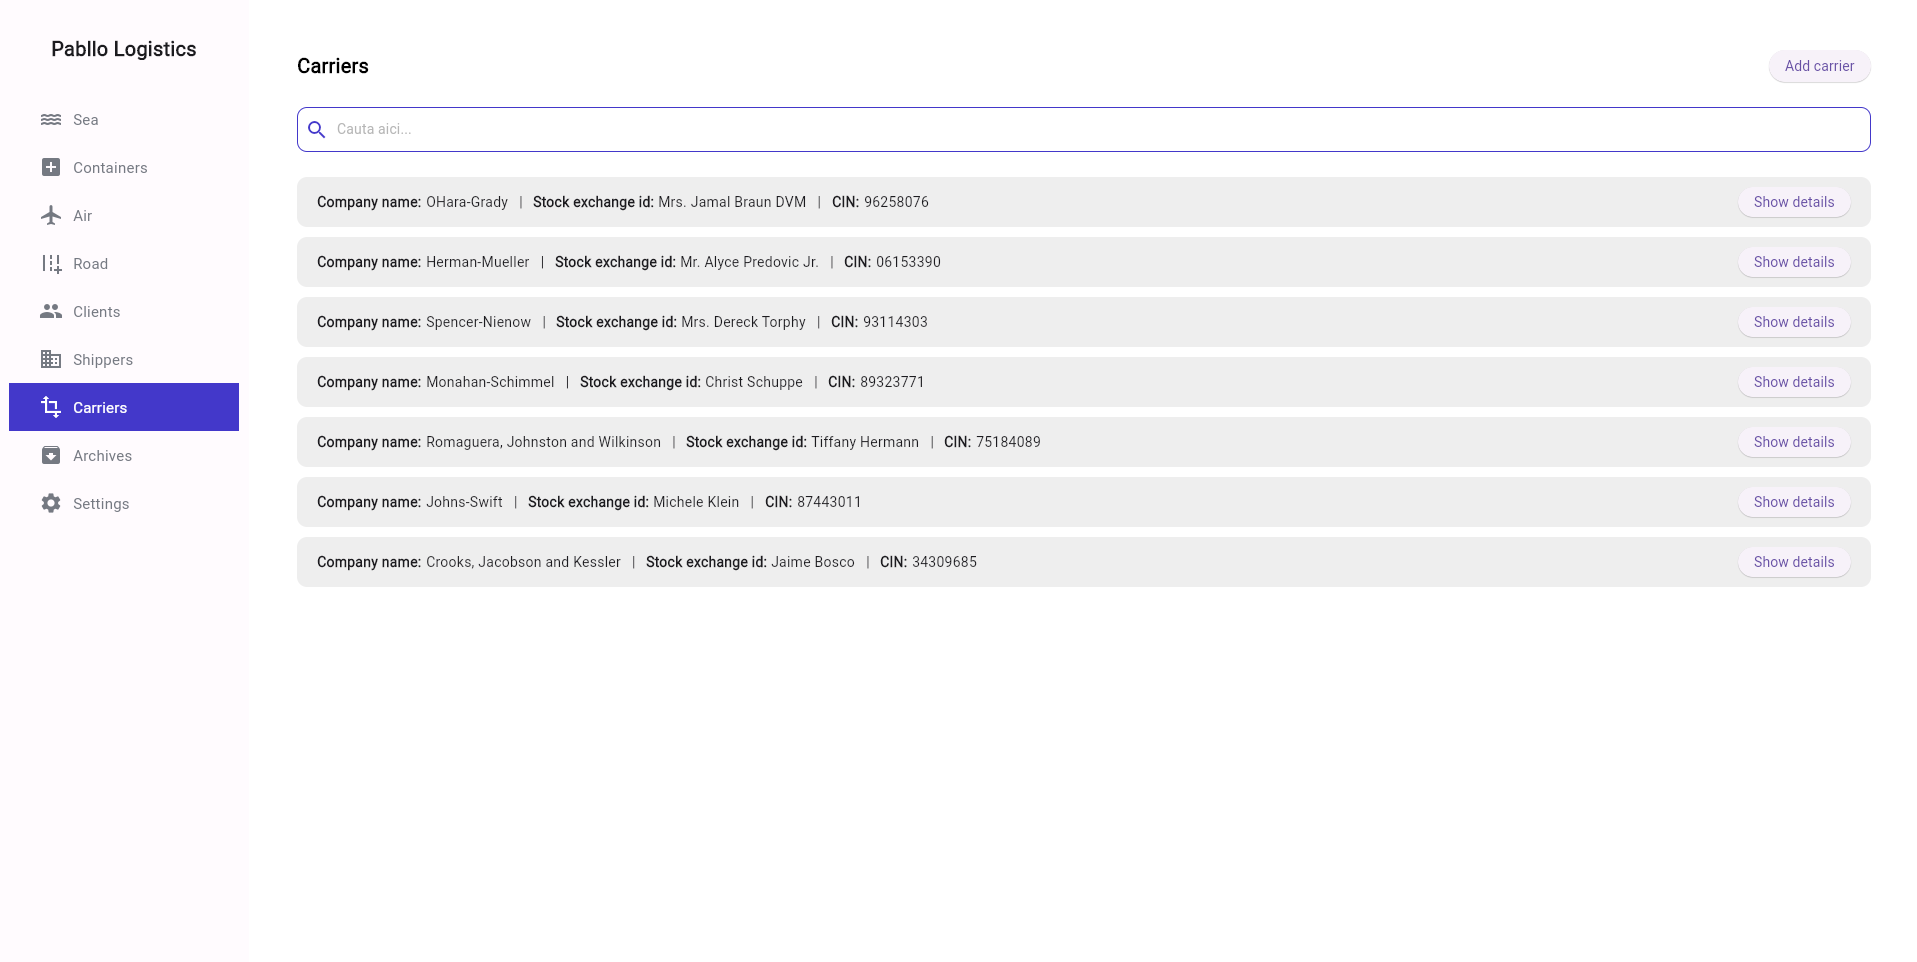 Pabllo Logistics
Sea
Containers
Air
Road
Clients
Shippers
Carriers
Archives
Settings
Carriers
Add carrier
Cauta aici...
Company name: OHara-Grady | Stock exchange id: Mrs. Jamal Braun DVM | CIN: 96258076 Show details
Company name: Herman-Mueller | Stock exchange id: Mr. Alyce Predovic Jr. | CIN: 06153390 Show details
Company name: Spencer-Nienow | Stock exchange id: Mrs. Dereck Torphy | CIN: 93114303 Show details
Company name: Monahan-Schimmel | Stock exchange id: Christ Schuppe | CIN: 89323771 Show details
Company name: Romaguera, Johnston and Wilkinson | Stock exchange id: Tiffany Hermann | CIN: 75184089 Show details
Company name: Johns-Swift | Stock exchange id: Michele Klein | CIN: 87443011 Show details
Company name: Crooks, Jacobson and Kessler | Stock exchange id: Jaime Bosco | CIN: 34309685 Show details